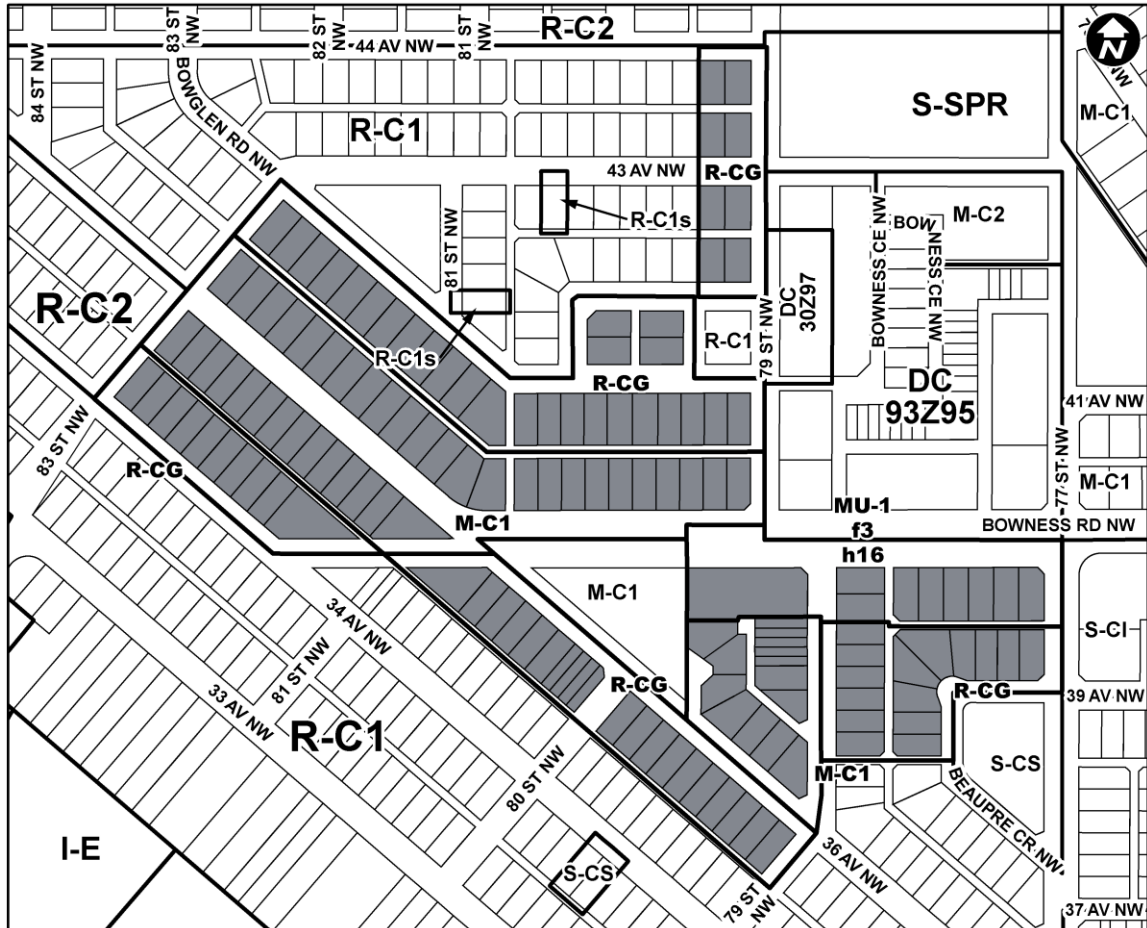 83 ST NW
82 ST NW
81 ST NW
R-C2
N
84 ST NW
44 AV NW
BOWGLEN RD NW
S-SPR
M-C1
R-C1
43 AV NW
R-CG
R-C1s
81 ST NW
BOWNESS CE NW
M-C2
BOWNESS CE NW
R-C2
DC
30Z97
R-C1s
R-C1
79 ST NW
R-CG
DC
93Z95
41 AV NW
83 ST NW
R-CG
77 ST NW
M-C1
M-C1
MU-1
f3
h16
BOWNESS RD NW
M-C1
34 AV NW
S-CI
81 ST NW
R-CG
R-CG
39 AV NW
33 AV NW
R-C1
80 ST NW
M-C1
S-CS
BEAUPRE CR NW
I-E
S-CS
36 AV NW
79 ST NW
37 AV NW